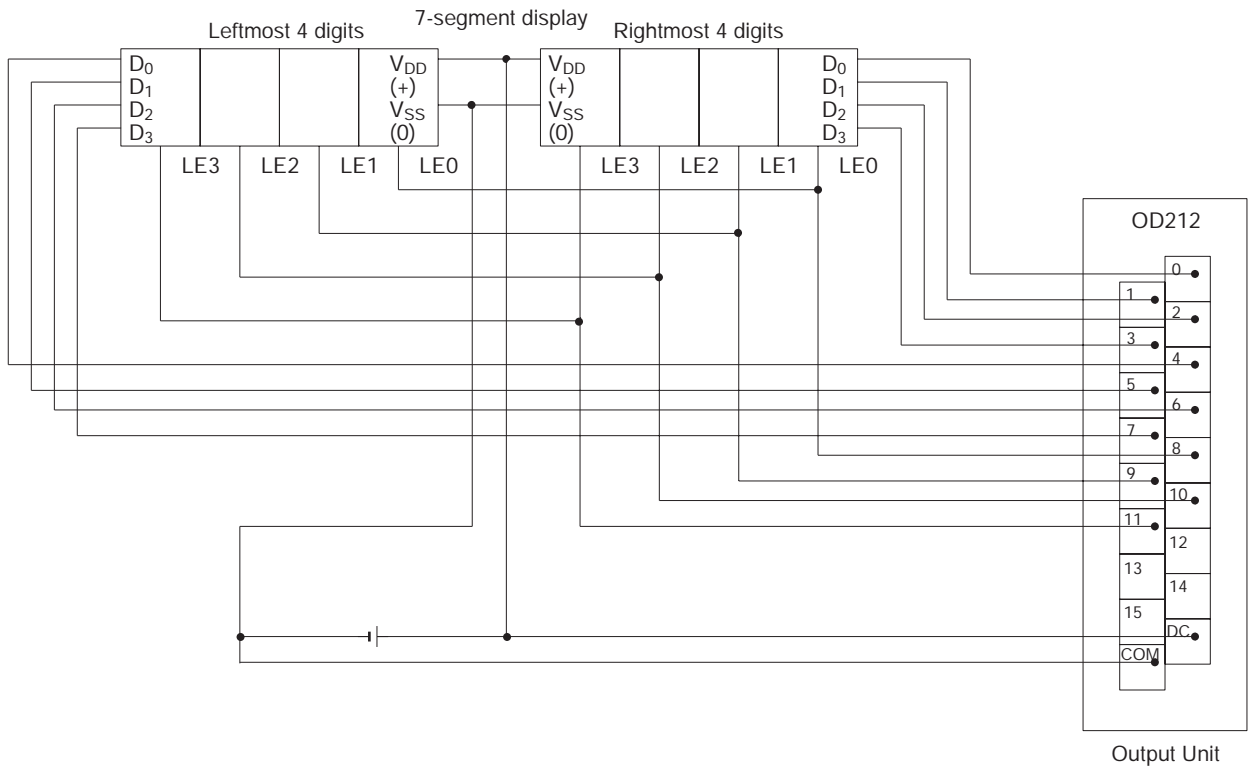 7-segment display
Leftmost 4 digits
Rightmost 4 digits
D0
D1
D2
D3
VDD
(+)
VSS
(0)
LE3
LE2
LE1
LE0
VDD
(+)
VSS
(0)
D0
D1
D2
D3
LE3
LE2
LE1
LE0
OD212
0
1
2
3
4
5
6
7
8
9
10
11
12
13
14
15
DC
COM
Output Unit